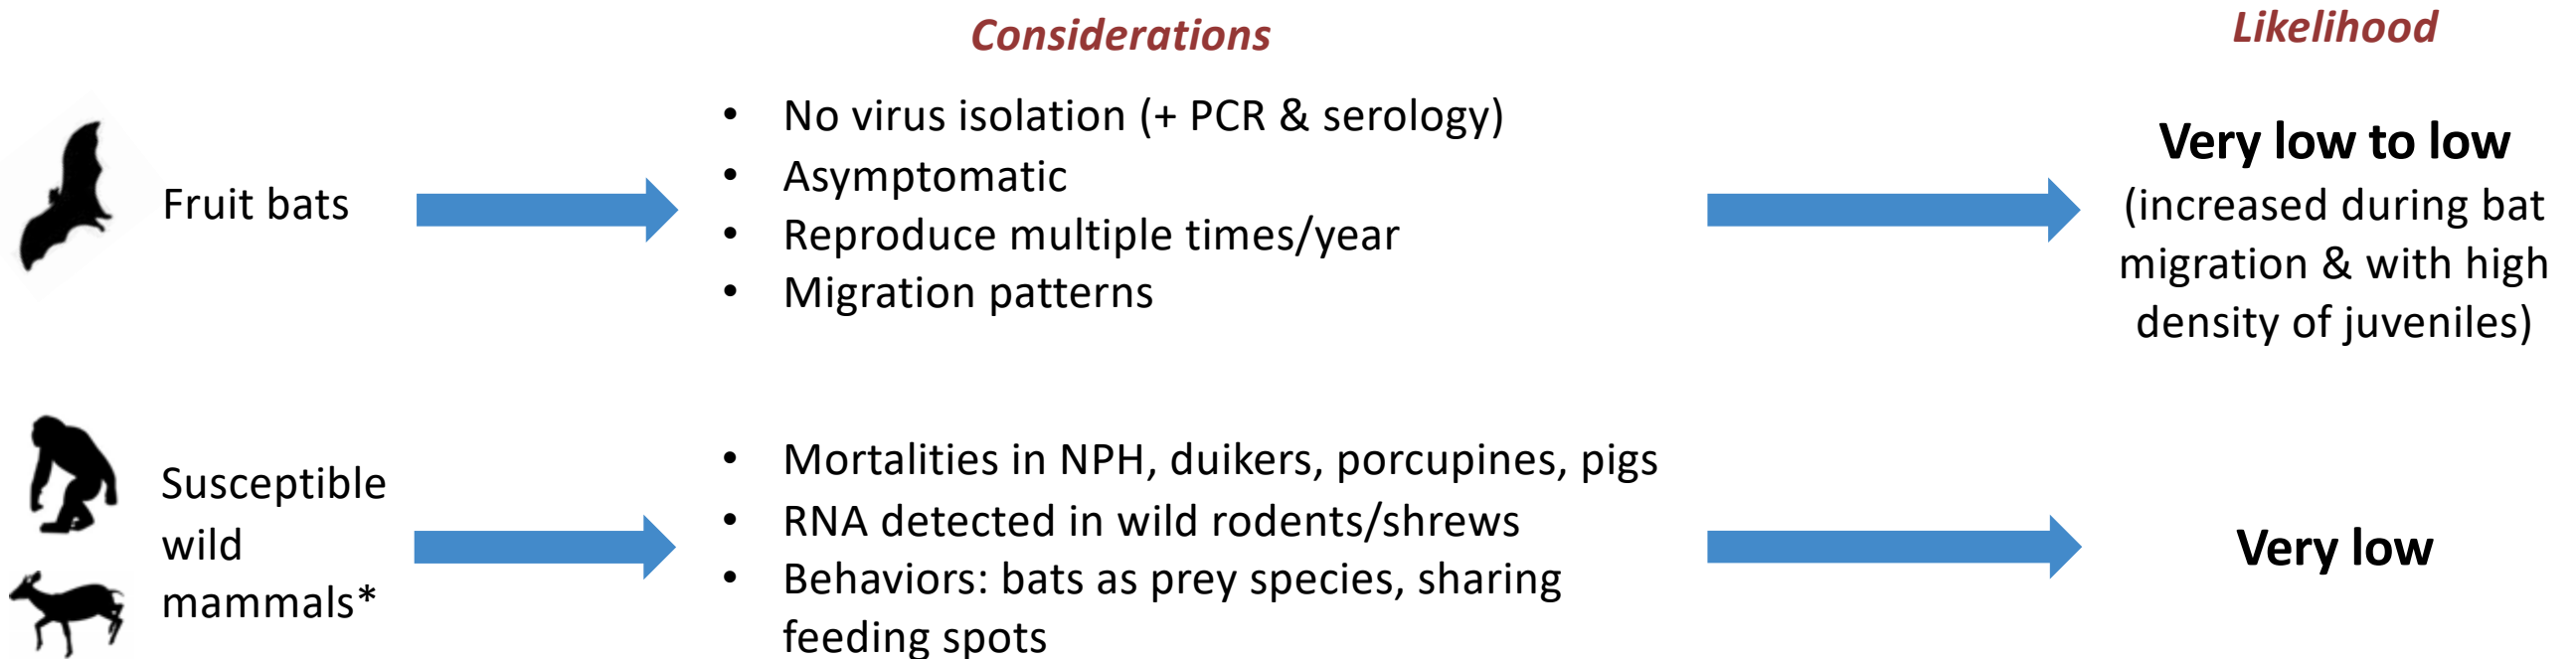 Considerations
Likelihood
Fruit bats
• No virus isolation (+ PCR & serology)
• Asymptomatic
• Reproduce multiple times/year
• Migration patterns
Very low to low
(increased during bat
migration & with high
density of juveniles)
Susceptible
wild
mammals*
• Mortalities in NPH, duikers, porcupines, pigs
• RNA detected in wild rodents/shrews
• Behaviors: bats as prey species, sharing
feeding spots
Very low